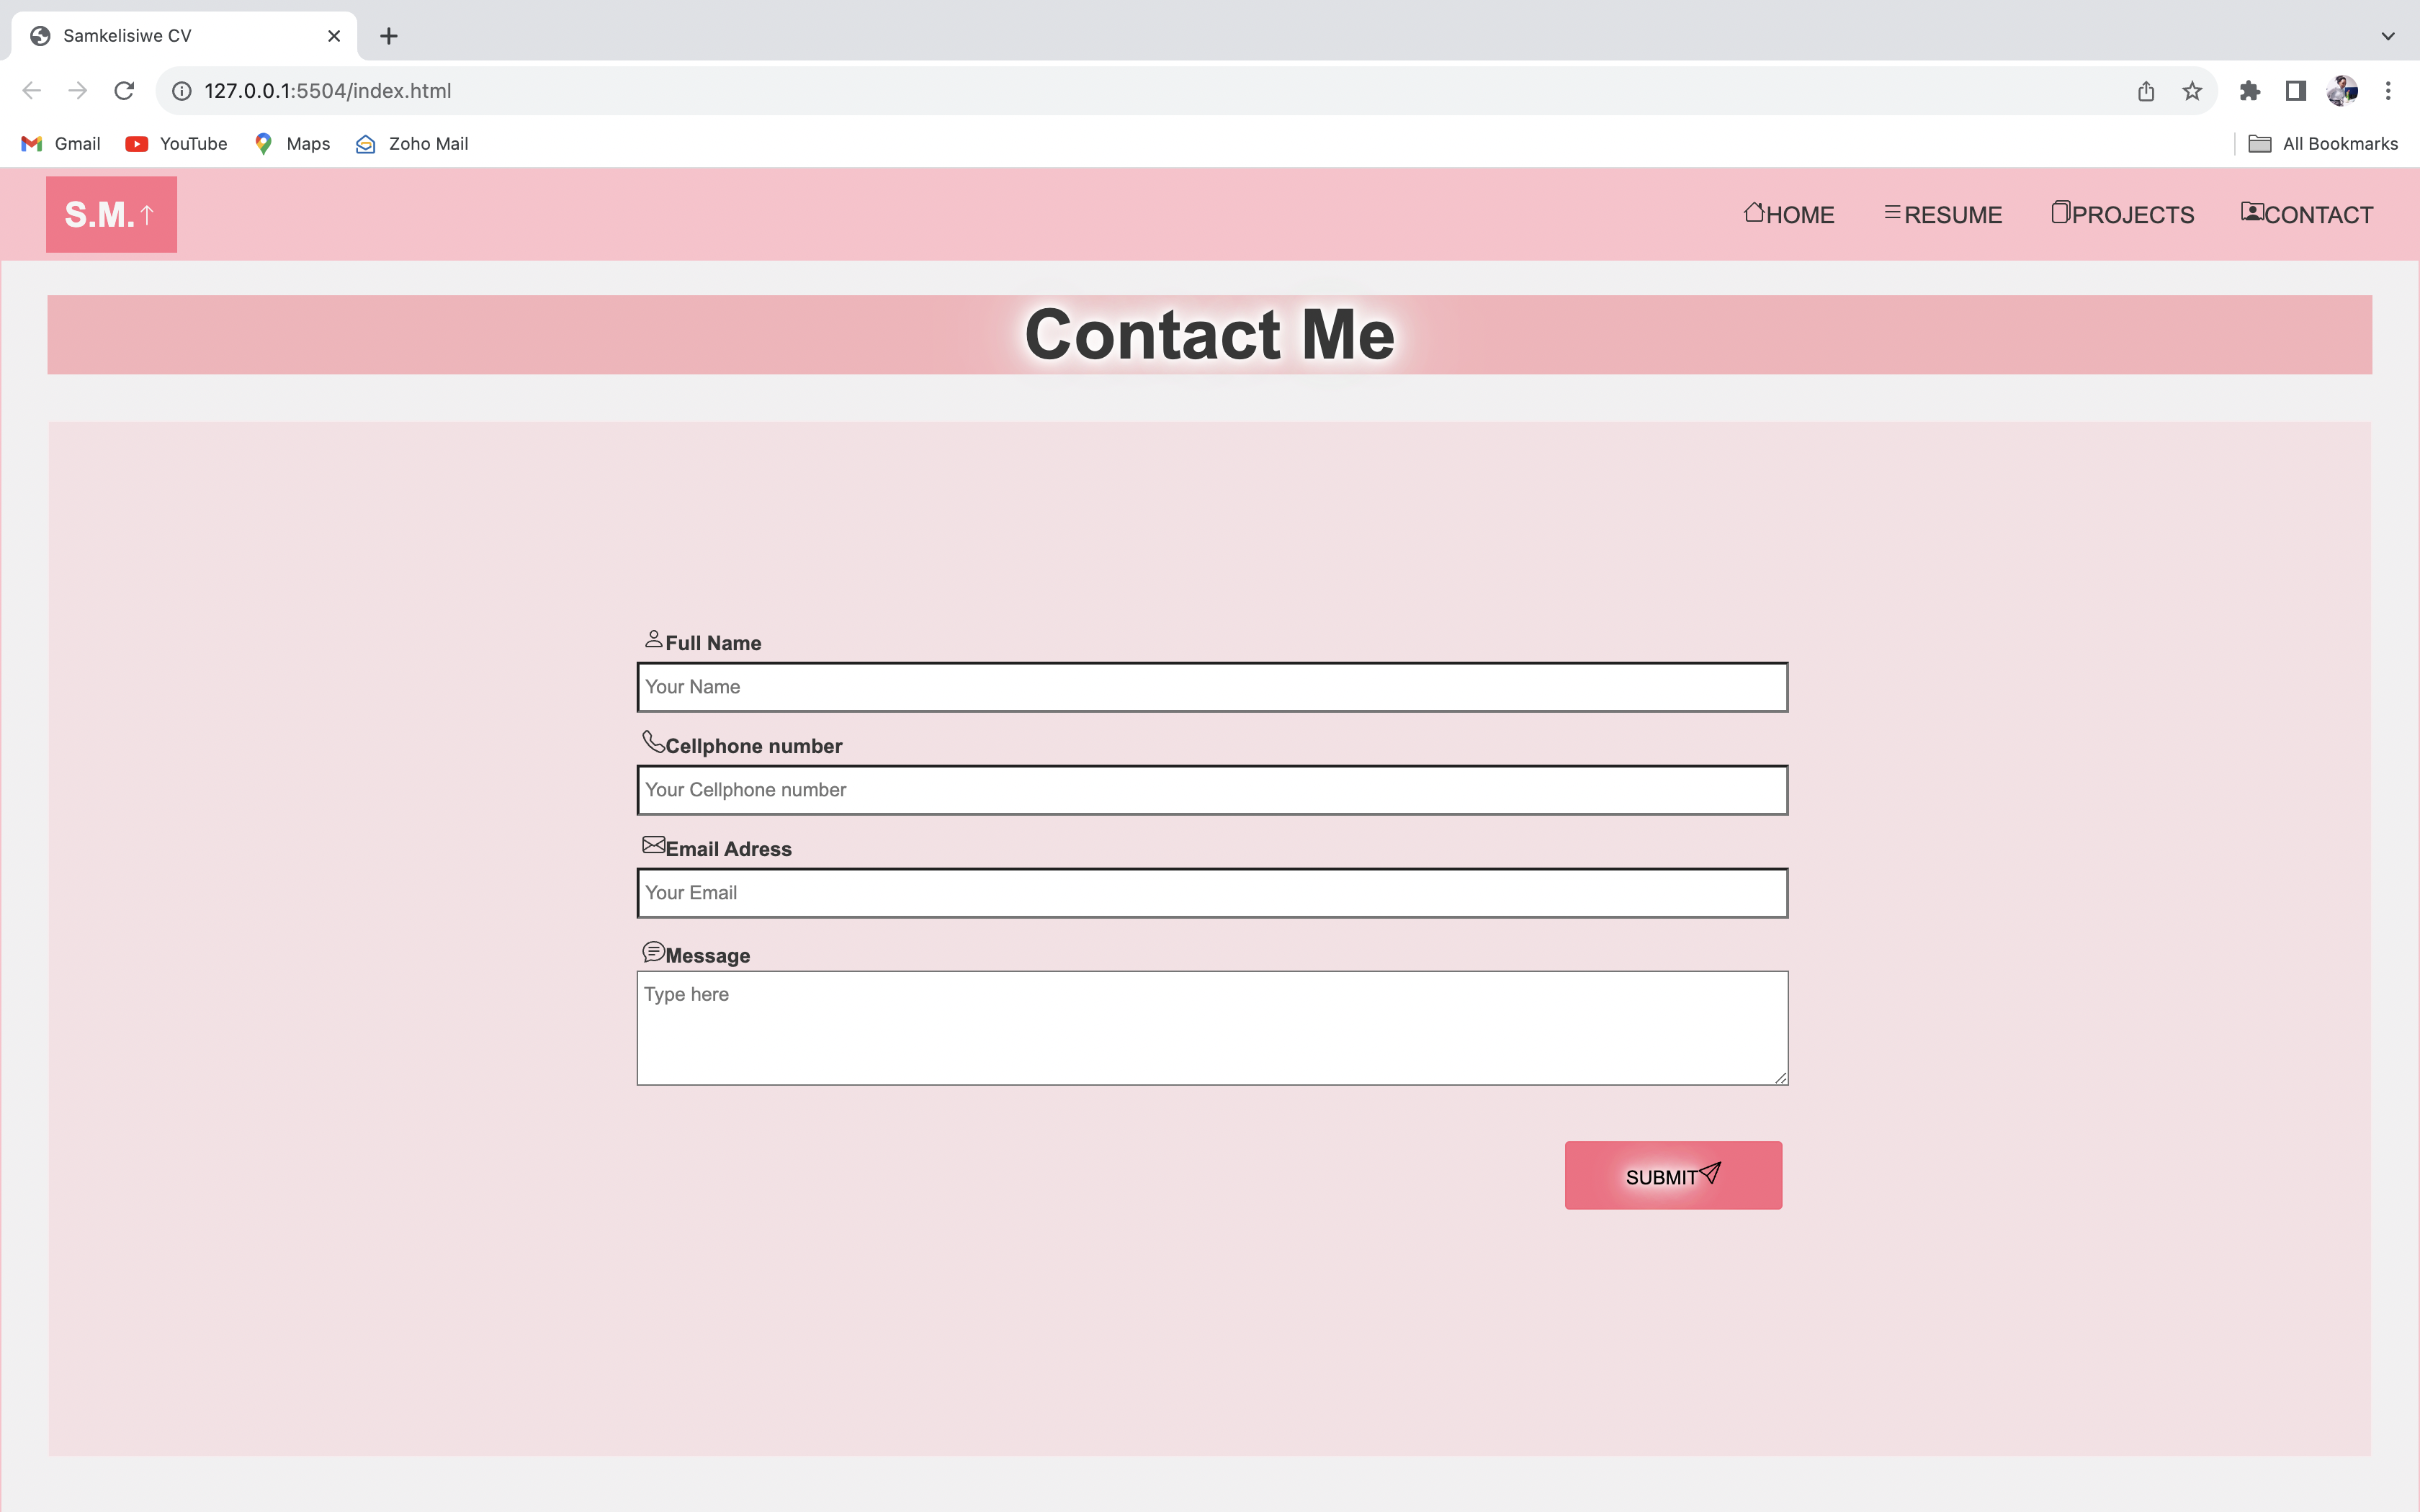 Samkelisiwe CV
127.0.0.1:5504/index.html
Gmail YouTube Maps Zoho Mail All Bookmarks
S.M. HOME RESUME PROJECTS CONTACT
Contact Me
Full Name
Your Name
Cellphone number
Your Cellphone number
Email Adress
Your Email
Message
Type here
SUBMIT